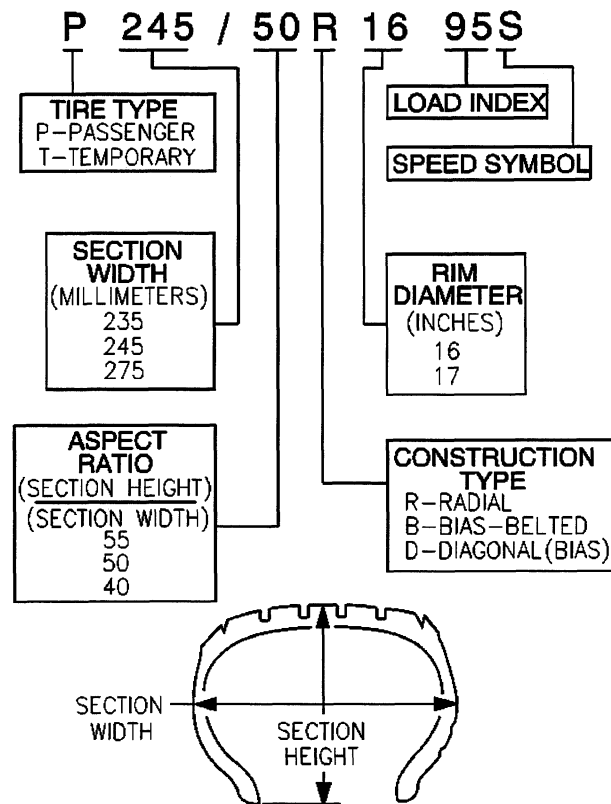 P 245 / 50 R 16 95 S
TIRE TYPE
P-PASSENGER
T-TEMPORARY
LOAD INDEX
SPEED SYMBOL
SECTION
WIDTH
(MILLIMETERS)
235
245
275
RIM
DIAMETER
(INCHES)
16
17
ASPECT
RATIO
(SECTION HEIGHT)
(SECTION WIDTH)
55
50
40
CONSTRUCTION
TYPE
R-RADIAL
B-BIAS-BELTED
D-DIAGONAL(BIAS)
SECTION
WIDTH
SECTION
HEIGHT